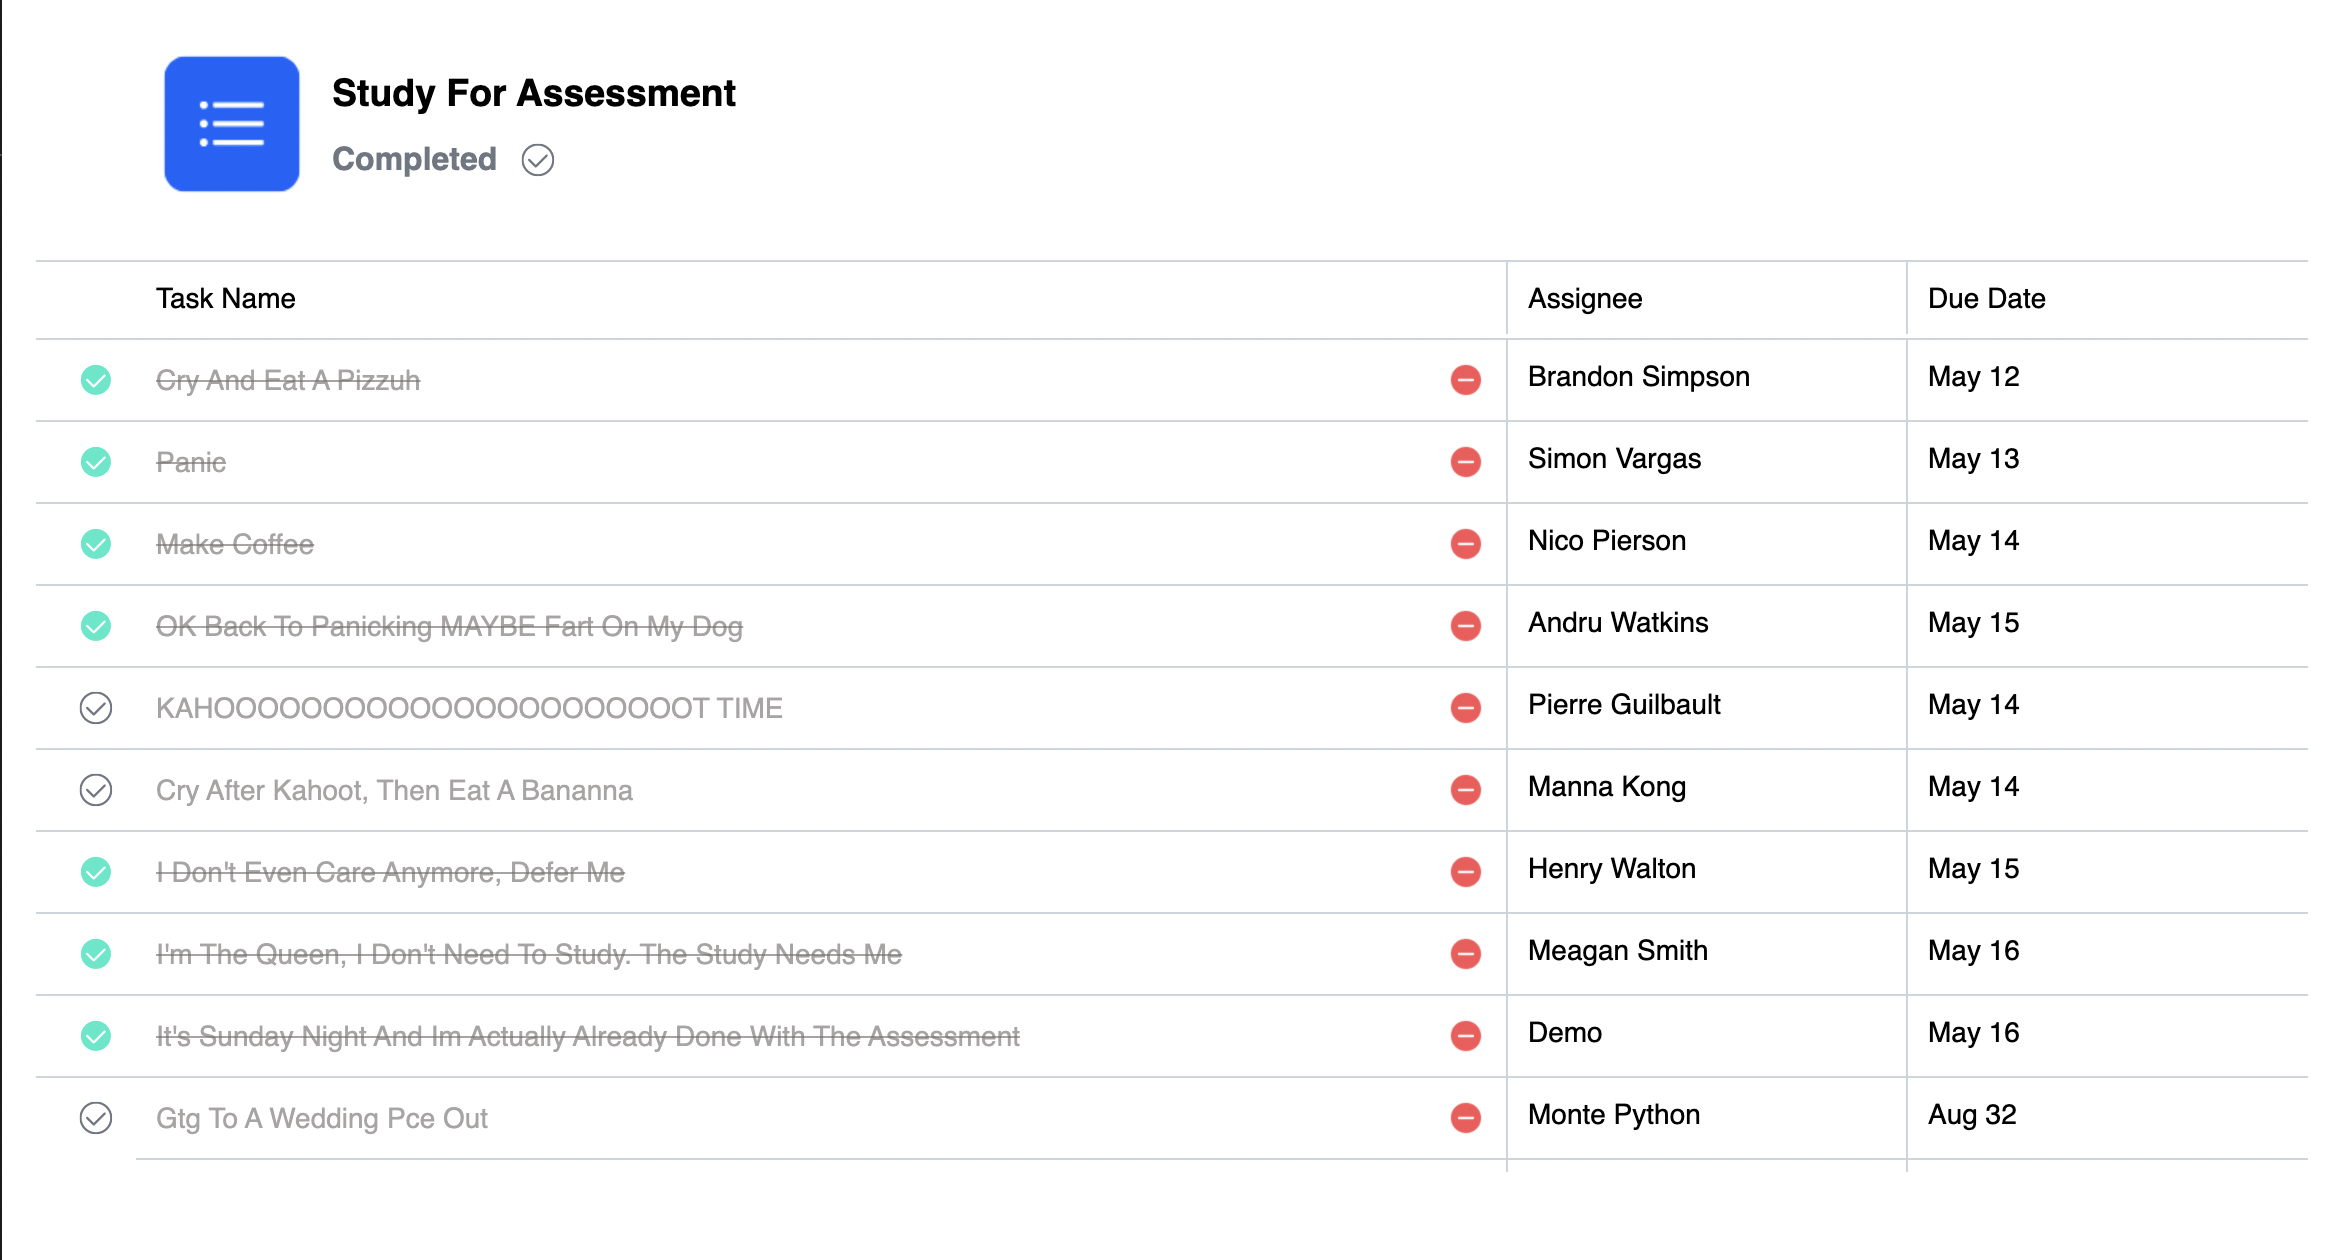 Study For Assessment
Completed
Task Name Assignee Due Date
Cry And Eat A Pizzuh Brandon Simpson May 12
Panic Simon Vargas May 13
Make Coffee Nico Pierson May 14
OK Back To Panicking MAYBE Fart On My Dog Andru Watkins May 15
KAHOOOOOOOOOOOOOOOOOOOOOOT TIME Pierre Guilbault May 14
Cry After Kahoot, Then Eat A Bananna Manna Kong May 14
I Don't Even Care Anymore, Defer Me Henry Walton May 15
I'm The Queen, I Don't Need To Study. The Study Needs Me Meagan Smith May 16
It's Sunday Night And Im Actually Already Done With The Assessment Demo May 16
Gtg To A Wedding Pce Out Monte Python Aug 32